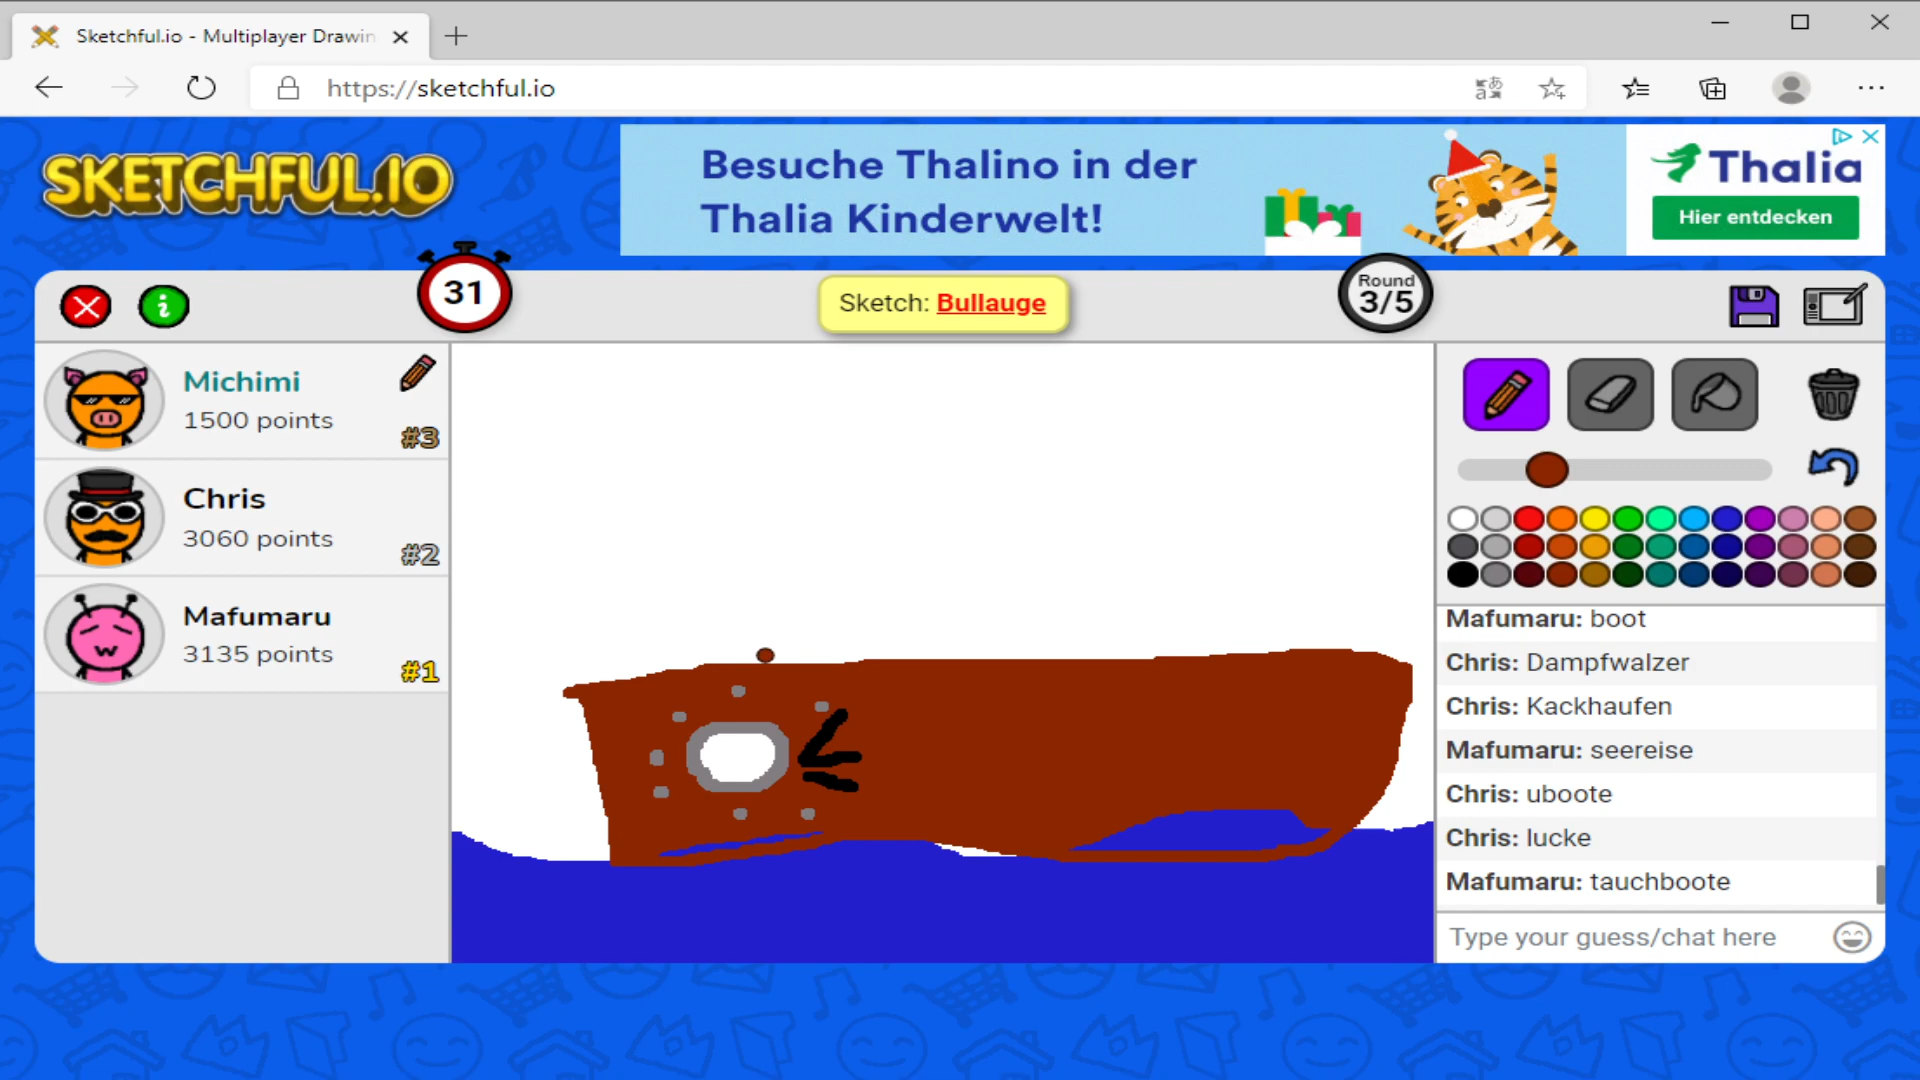 Sketchful.io - Multiplayer Drawin
https://sketchful.io
SKETCHFUL.IO
Besuche Thalino in der
Thalia Kinderwelt!
Thalia
Hier entdecken
31
Sketch: Bullauge
Round
3/5
Michimi
1500 points
#3
Chris
3060 points
#2
Mafumaru
3135 points
#1
Mafumaru: boot
Chris: Dampfwalzer
Chris: Kackhaufen
Mafumaru: seereise
Chris: uboote
Chris: lucke
Mafumaru: tauchboote
Type your guess/chat here